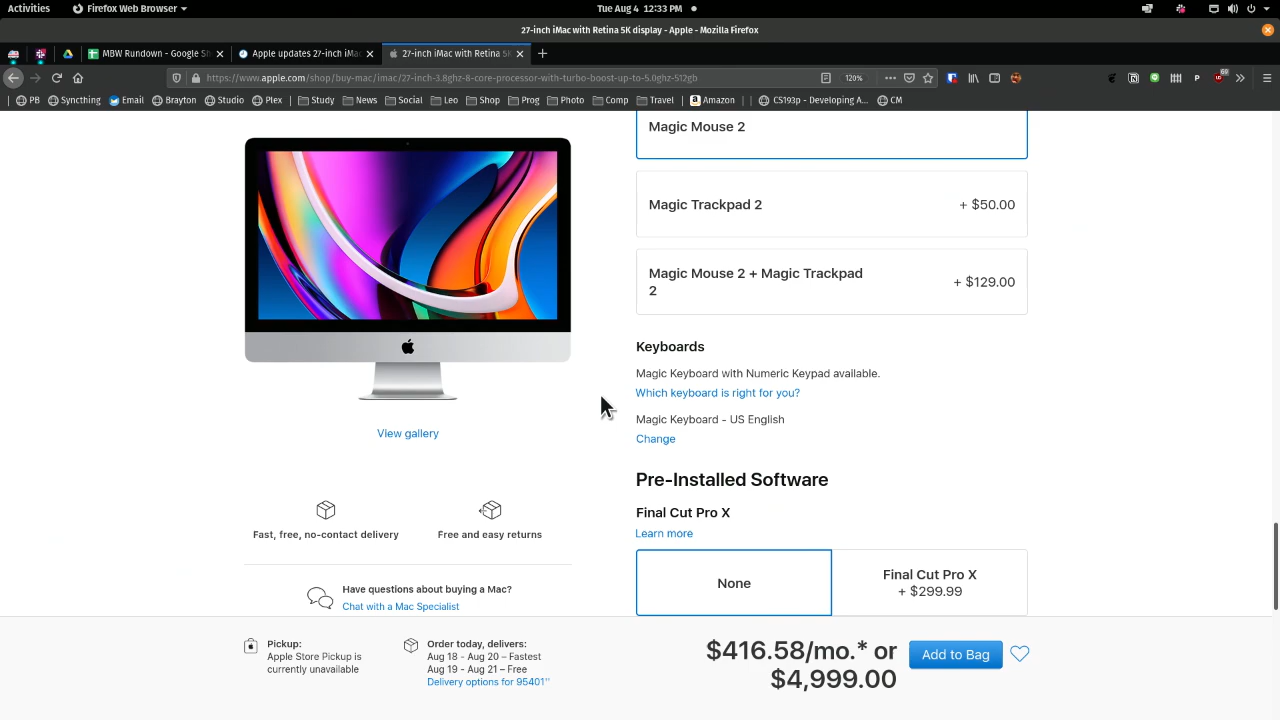 Activities
Firefox Web Browser
Tue Aug 4 12:33 PM
27-inch iMac with Retina 5K display - Apple - Mozilla Firefox
MBW Rundown - Google Sh
Apple updates 27-inch iMac
27-inch iMac with Retina 5K
https://www.apple.com/shop/buy-mac/imac/27-inch-3.8ghz-8-core-processor-with-turbo-boost-up-to-5.0ghz-512gb
120%
PB
Syncthing
Email
Brayton
Studio
Plex
Study
News
Social
Leo
Shop
Prog
Photo
Comp
Travel
Amazon
CS193p - Developing A...
CM
Magic Mouse 2
Magic Trackpad 2
+ $50.00
Magic Mouse 2 + Magic Trackpad
2
+ $129.00
Keyboards
Magic Keyboard with Numeric Keypad available.
Which keyboard is right for you?
Magic Keyboard - US English
Change
View gallery
Pre-Installed Software
Final Cut Pro X
Learn more
None
Final Cut Pro X
+ $299.99
Fast, free, no-contact delivery
Free and easy returns
Have questions about buying a Mac?
Chat with a Mac Specialist
Pickup:
Apple Store Pickup is
currently unavailable
Order today, delivers:
Aug 18 - Aug 20 – Fastest
Aug 19 - Aug 21 – Free
Delivery options for 95401
$416.58/mo.* or
$4,999.00
Add to Bag